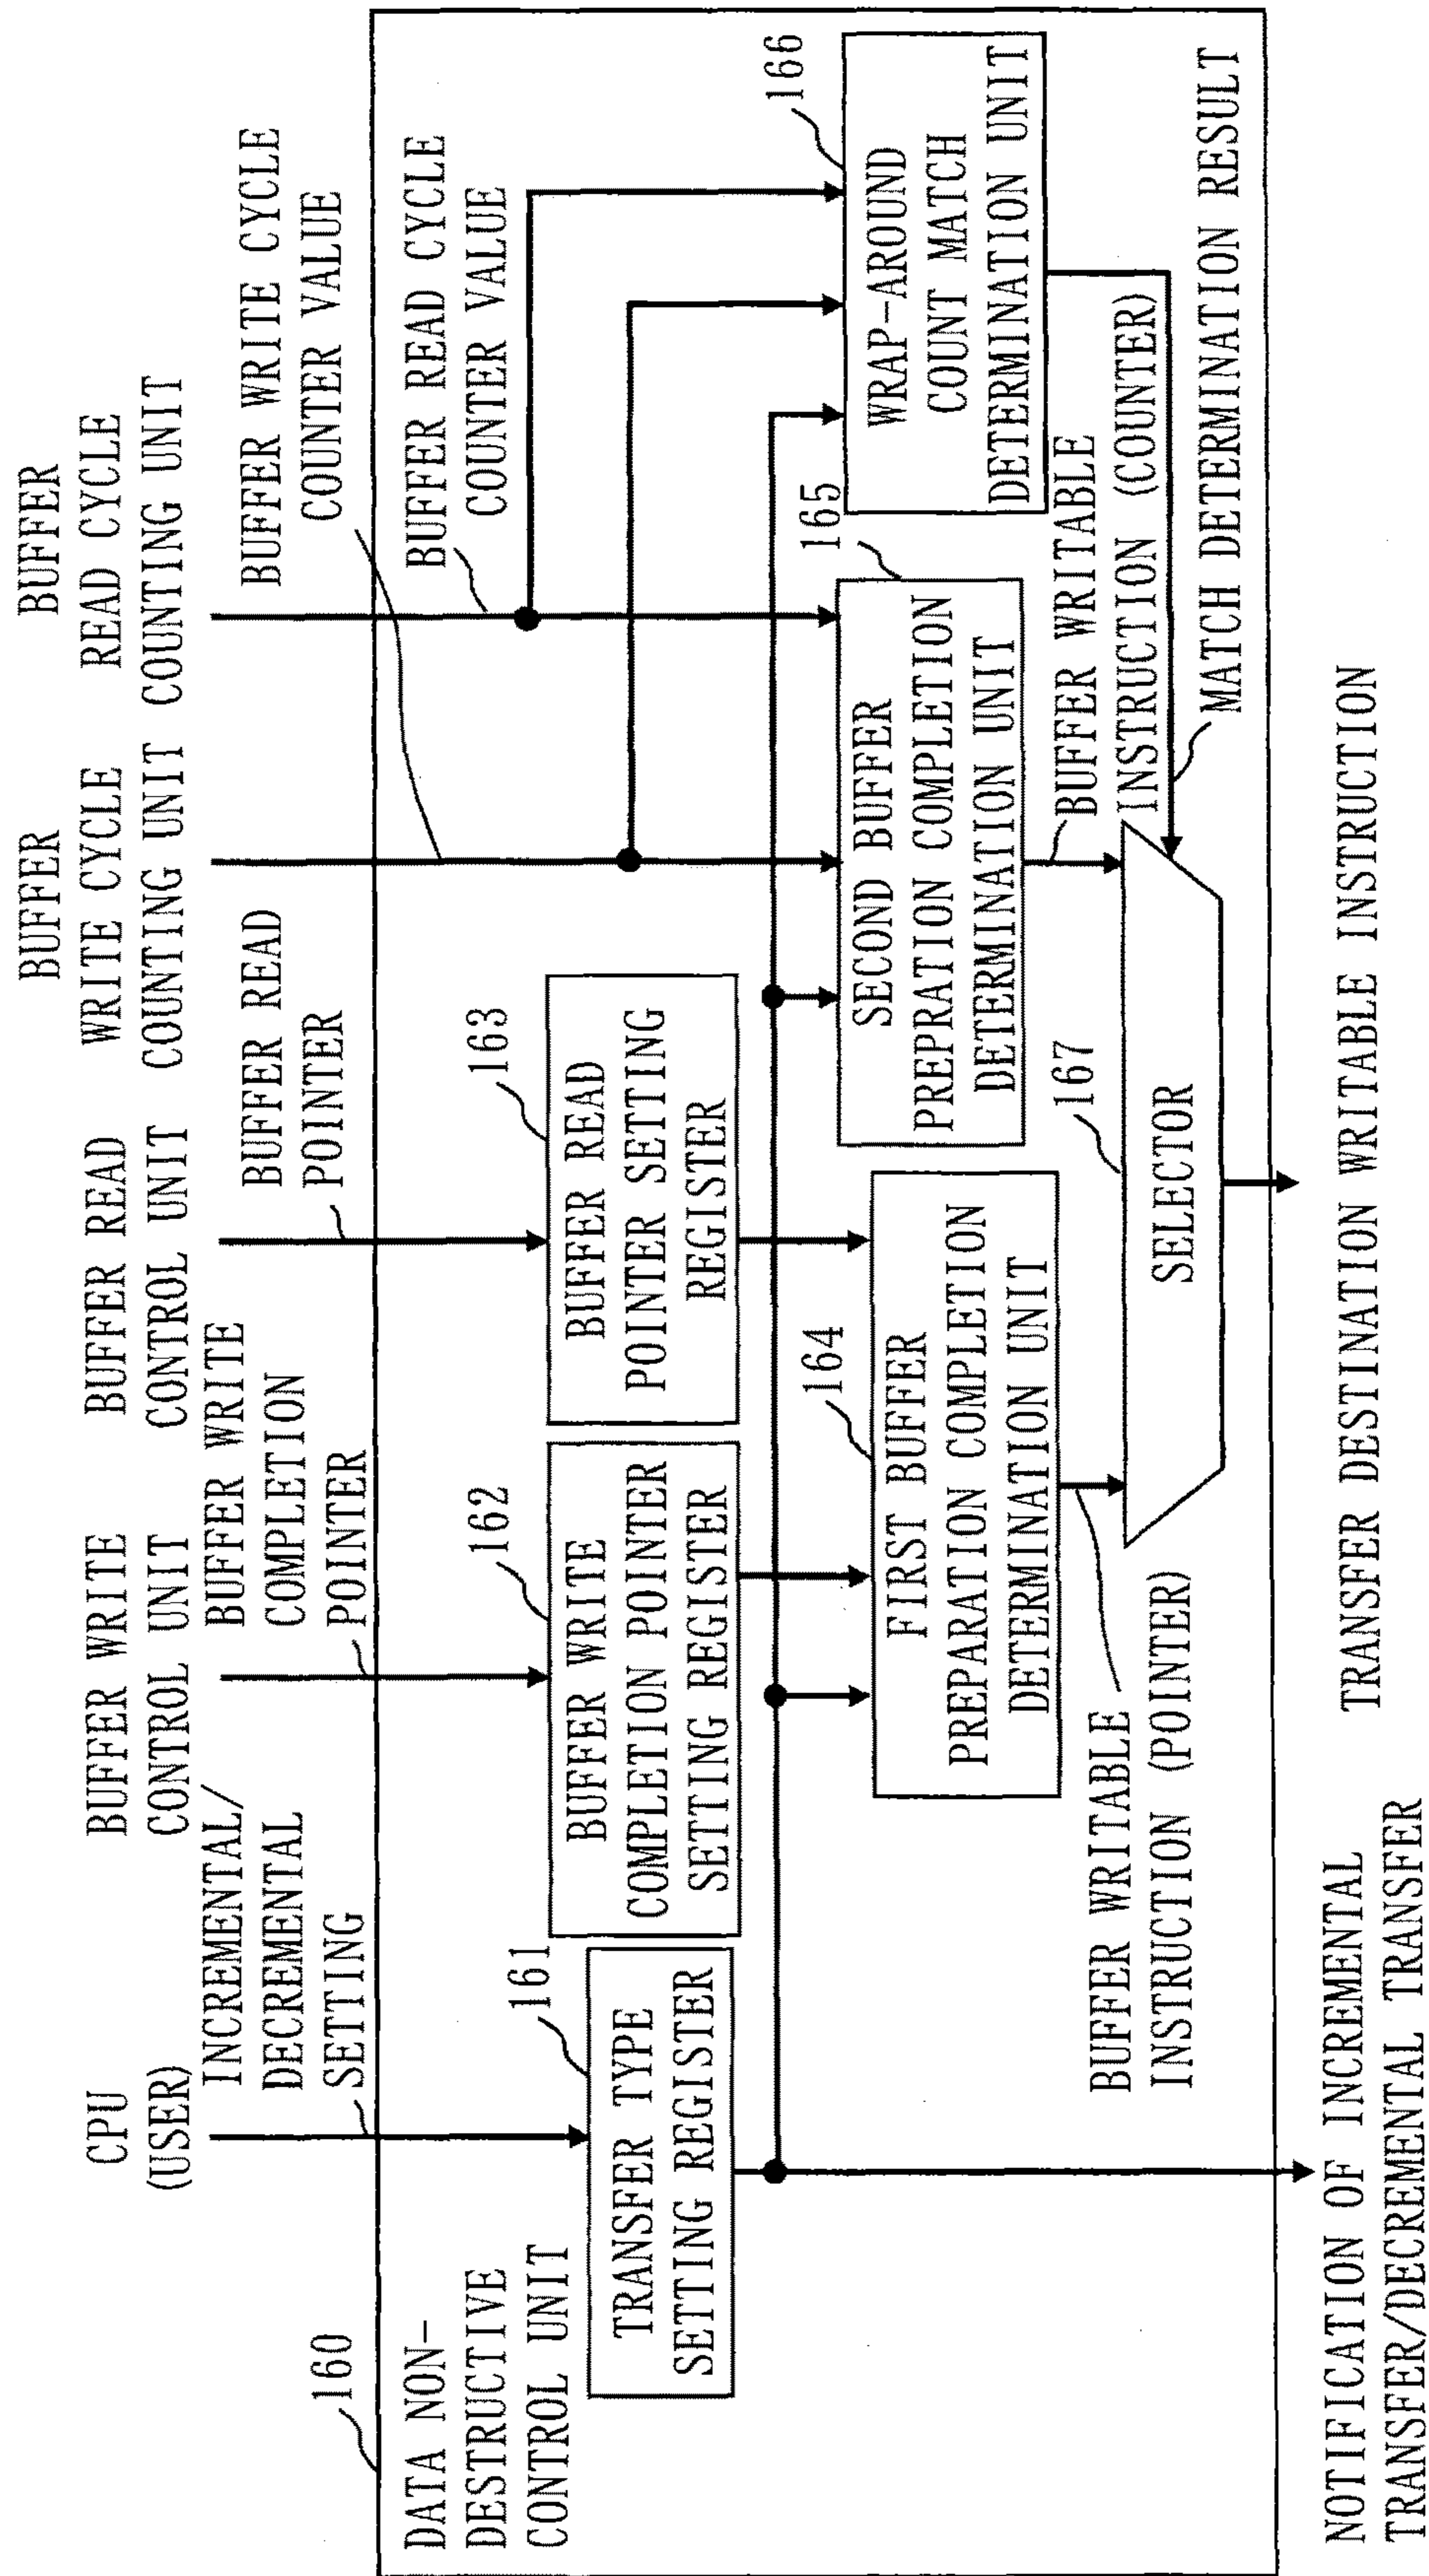 CPU
(USER)
BUFFER WRITE
CONTROL UNIT
BUFFER READ
CONTROL UNIT
BUFFER
WRITE CYCLE
COUNTING UNIT
BUFFER
READ CYCLE
COUNTING UNIT
INCREMENTAL/
DECREMENTAL
SETTING
BUFFER WRITE
COMPLETION
POINTER
BUFFER READ
POINTER
BUFFER WRITE CYCLE
COUNTER VALUE
BUFFER READ CYCLE
COUNTER VALUE
160
DATA NON-
DESTRUCTIVE
CONTROL UNIT
161
TRANSFER TYPE
SETTING REGISTER
162
BUFFER WRITE
COMPLETION POINTER
SETTING REGISTER
163
BUFFER READ
POINTER SETTING
REGISTER
164
FIRST BUFFER
PREPARATION COMPLETION
DETERMINATION UNIT
165
SECOND BUFFER
PREPRATION COMPLETION
DETERMINATION UNIT
166
WRAP-AROUND
COUNT MATCH
DETERMINATION UNIT
BUFFER WRITABLE
INSTRUCTION (POINTER)
BUFFER WRITABLE
INSTRUCTION (COUNTER)
MATCH DETERMINATION RESULT
167
SELECTOR
NOTIFICATION OF INCREMENTAL
TRANSFER/DECREMENTAL TRANSFER
TRANSFER DESTINATION WRITABLE INSTRUCTION